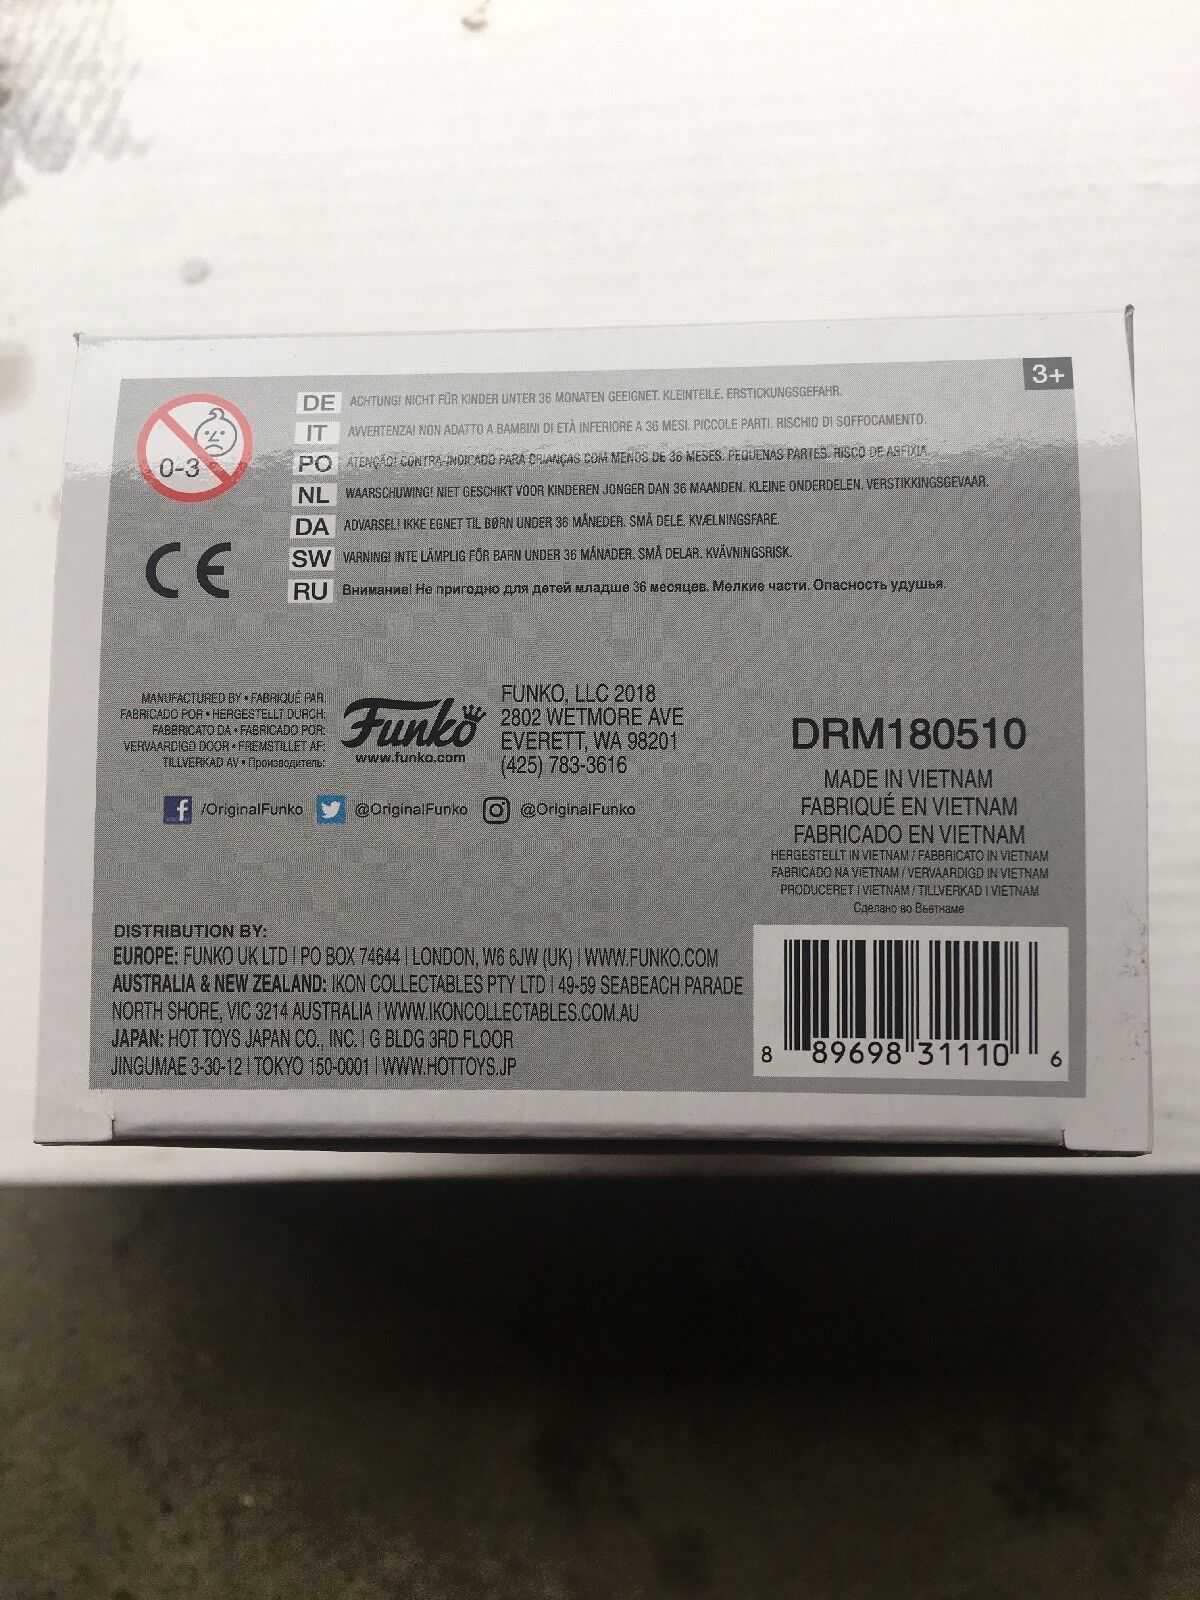 3+
0-3
DE ACHTUNG! NICHT FÜR KINDER UNTER 36 MONATEN GEEIGNET. KLEINTEILE. ERSTICKUNGSGEFAHR.
IT AVVERTENZA! NON ADATTO A BAMBINI DI ETÀ INFERIORE A 36 MESI. PICCOLE PARTI. RISCHIO DI SOFFOCAMENTO.
PO ATENÇÃO! CONTRA-INDICADO PARA CRIANÇAS COM MENOS DE 36 MESES. PEQUENAS PARTES. RISCO DE ASFIXIA.
NL WAARSCHUWING! NIET GESCHIKT VOOR KINDEREN JONGER DAN 36 MAANDEN. KLEINE ONDERDELEN. VERSTIKKINGSGEVAAR.
DA ADVARSEL! IKKE EGNET TIL BØRN UNDER 36 MÅNEDER. SMÅ DELE. KVÆLNINGSFARE.
SW VARNING! INTE LÄMPLIG FÖR BARN UNDER 36 MÅNADER. SMÅ DELAR. KVÄVNINGSRISK.
RU Внимание! Не пригодно для детей младше 36 месяцев. Мелкие части. Опасность удушья.
CE
MANUFACTURED BY • FABRIQUÉ PAR:
FABRICADO POR • HERGESTELLT DURCH:
FABBRICATO DA • FABRICADO POR:
VERVAARDIGD DOOR • FREMSTILLET AF:
TILLVERKAD AV • Производитель:
Funko
www.funko.com
FUNKO, LLC 2018
2802 WETMORE AVE
EVERETT, WA 98201
(425) 783-3616
f /OriginalFunko @OriginalFunko @OriginalFunko
DRM180510
MADE IN VIETNAM
FABRIQUÉ EN VIETNAM
FABRICADO EN VIETNAM
HERGESTELLT IN VIETNAM / FABBRICATO IN VIETNAM
FABRICADO NA VIETNAM / VERVAARDIGD IN VIETNAM
PRODUCERET I VIETNAM / TILLVERKAD I VIETNAM
Сделано во Вьетнаме
DISTRIBUTION BY:
EUROPE: FUNKO UK LTD | PO BOX 74644 | LONDON, W6 6JW (UK) | WWW.FUNKO.COM
AUSTRALIA & NEW ZEALAND: IKON COLLECTABLES PTY LTD | 49-59 SEABEACH PARADE
NORTH SHORE, VIC 3214 AUSTRALIA | WWW.IKONCOLLECTABLES.COM.AU
JAPAN: HOT TOYS JAPAN CO., INC. | G BLDG 3RD FLOOR
JINGUMAE 3-30-12 | TOKYO 150-0001 | WWW.HOTTOYS.JP
8 89698 31110 6